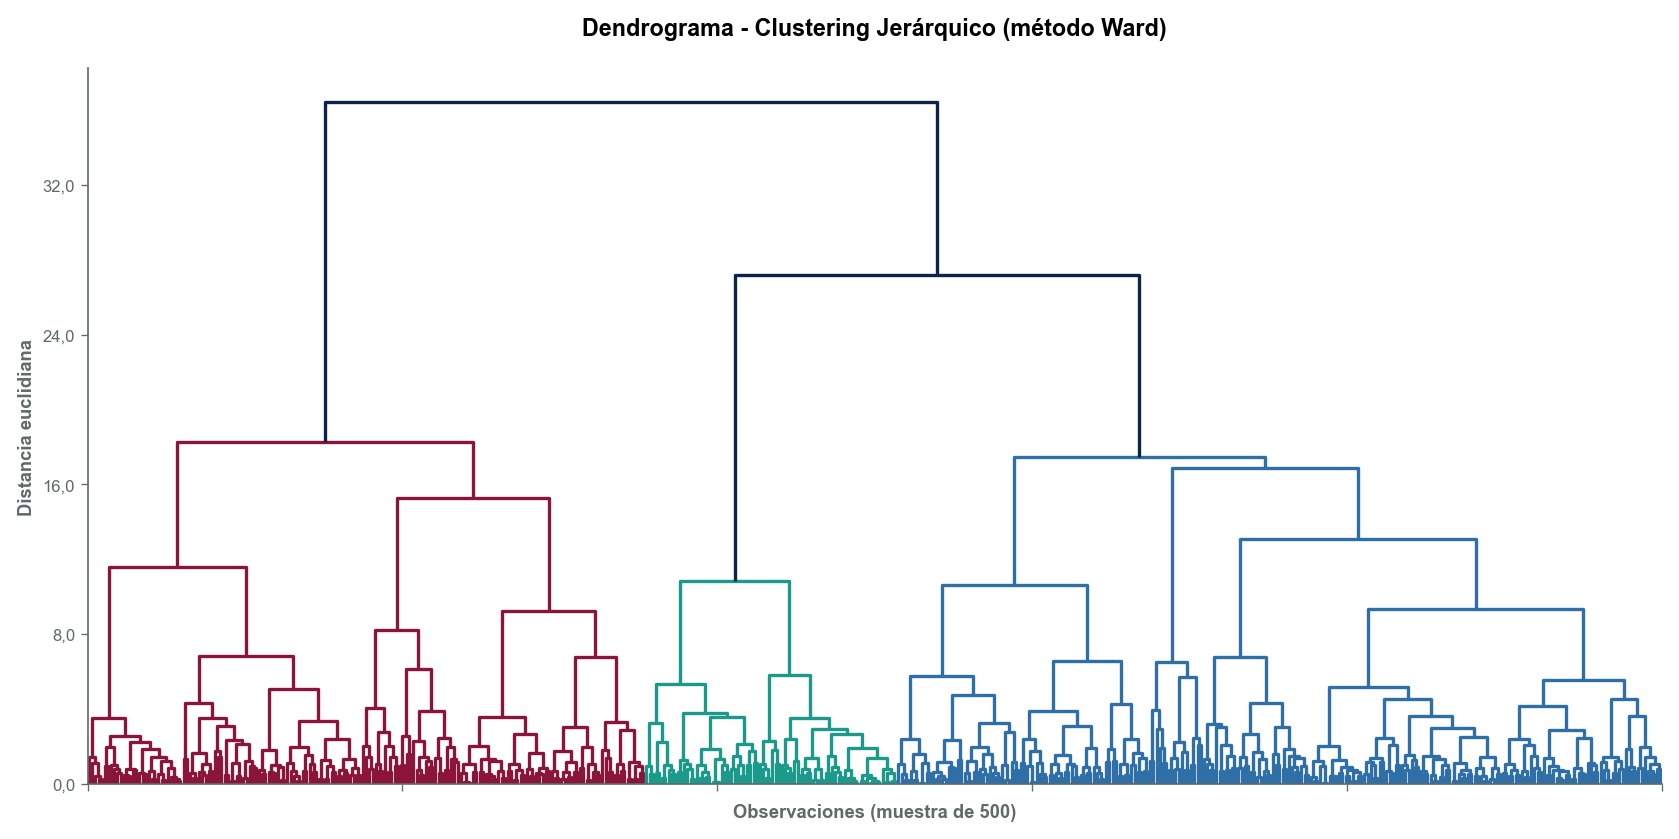 Dendrograma - Clustering Jerárquico (método Ward)
32,0
24,0
16,0
8,0
0,0
Distancia euclidiana
Observaciones (muestra de 500)